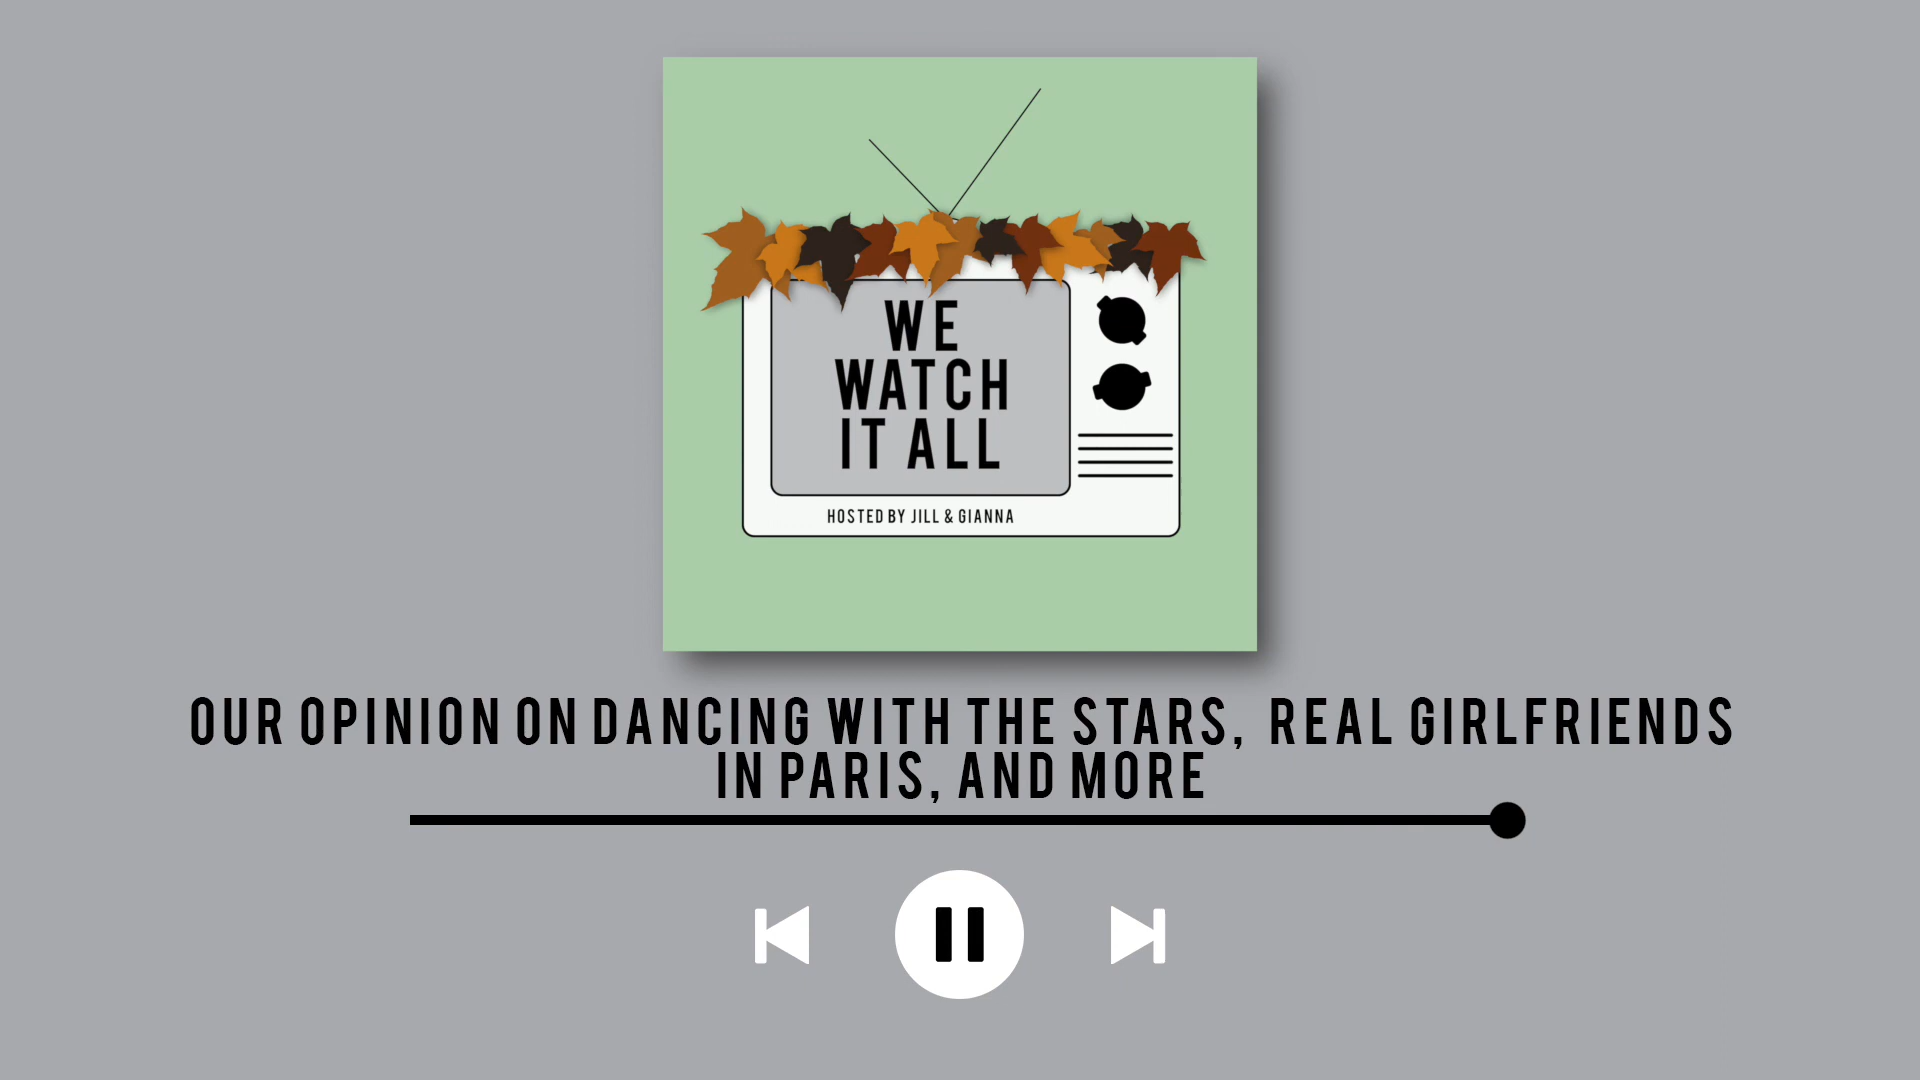 WE
WATCH
IT ALL
HOSTED BY JILL & GIANNA
OUR OPINION ON DANCING WITH THE STARS, REAL GIRLFRIENDS
IN PARIS, AND MORE